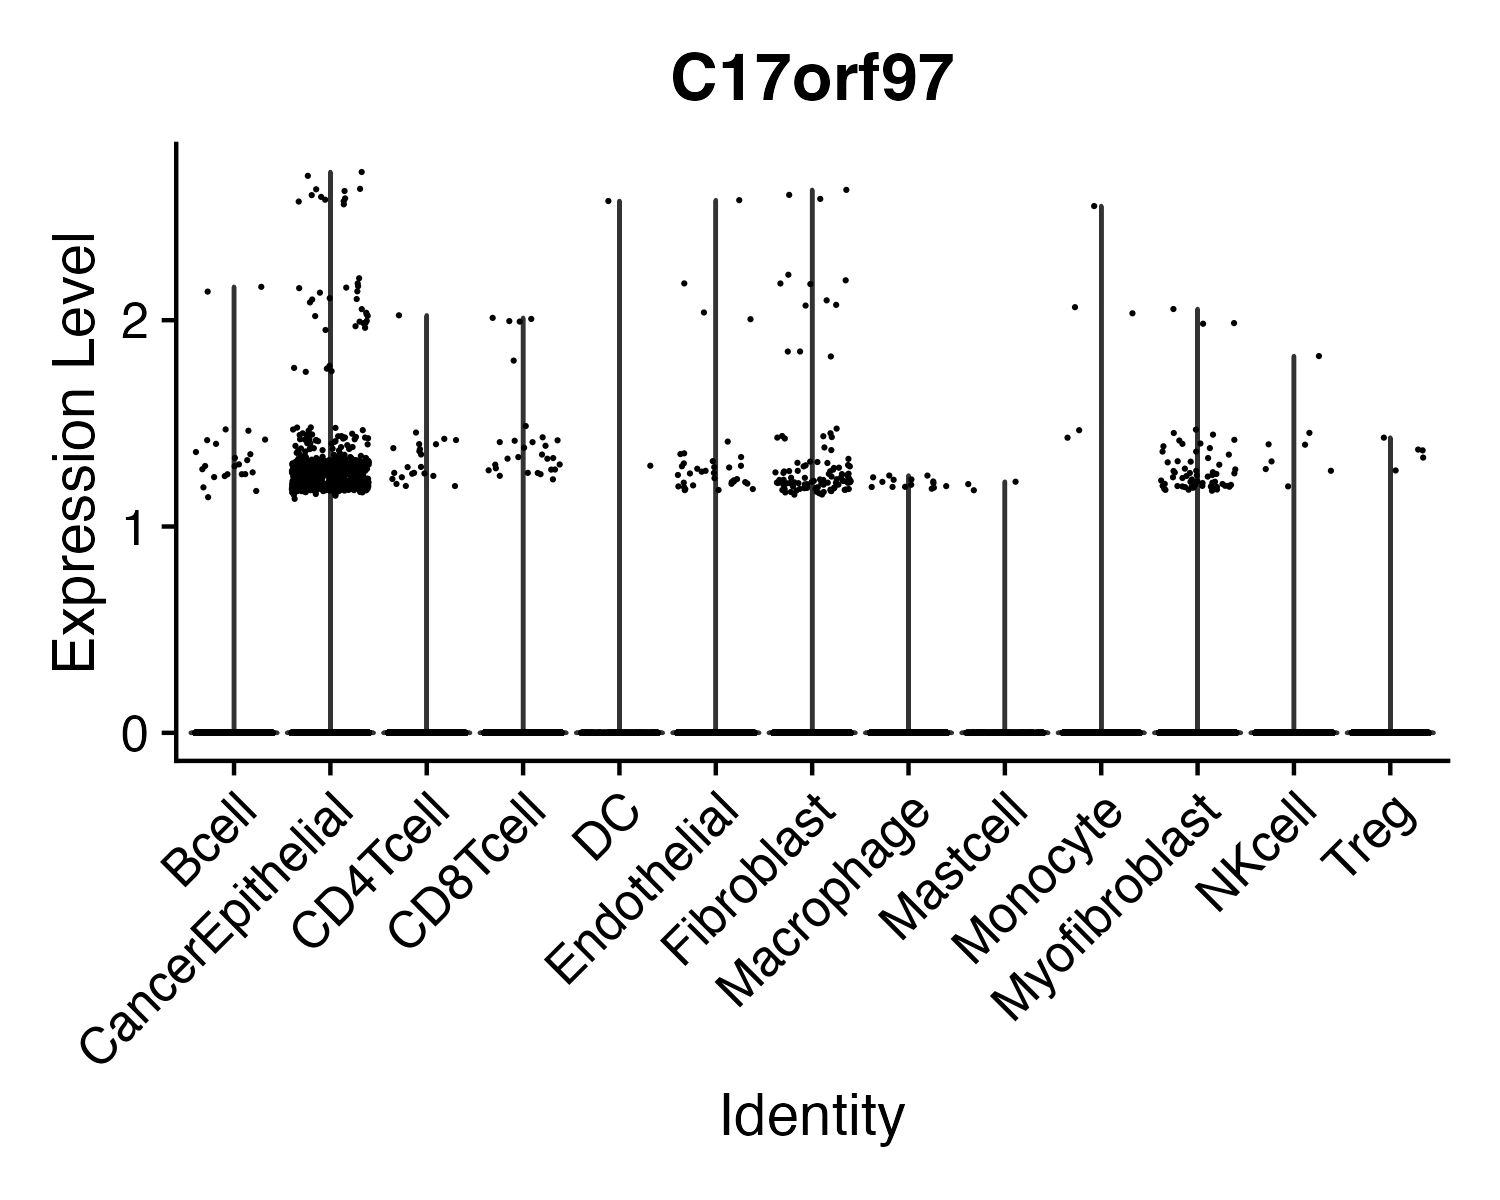 C17orf97
Expression Level
2
1
0
Bcell
CancerEpithelial
CD4Tcell
CD8Tcell
DC
Endothelial
Fibroblast
Macrophage
Mastcell
Monocyte
Myofibroblast
NKcell
Treg
Identity